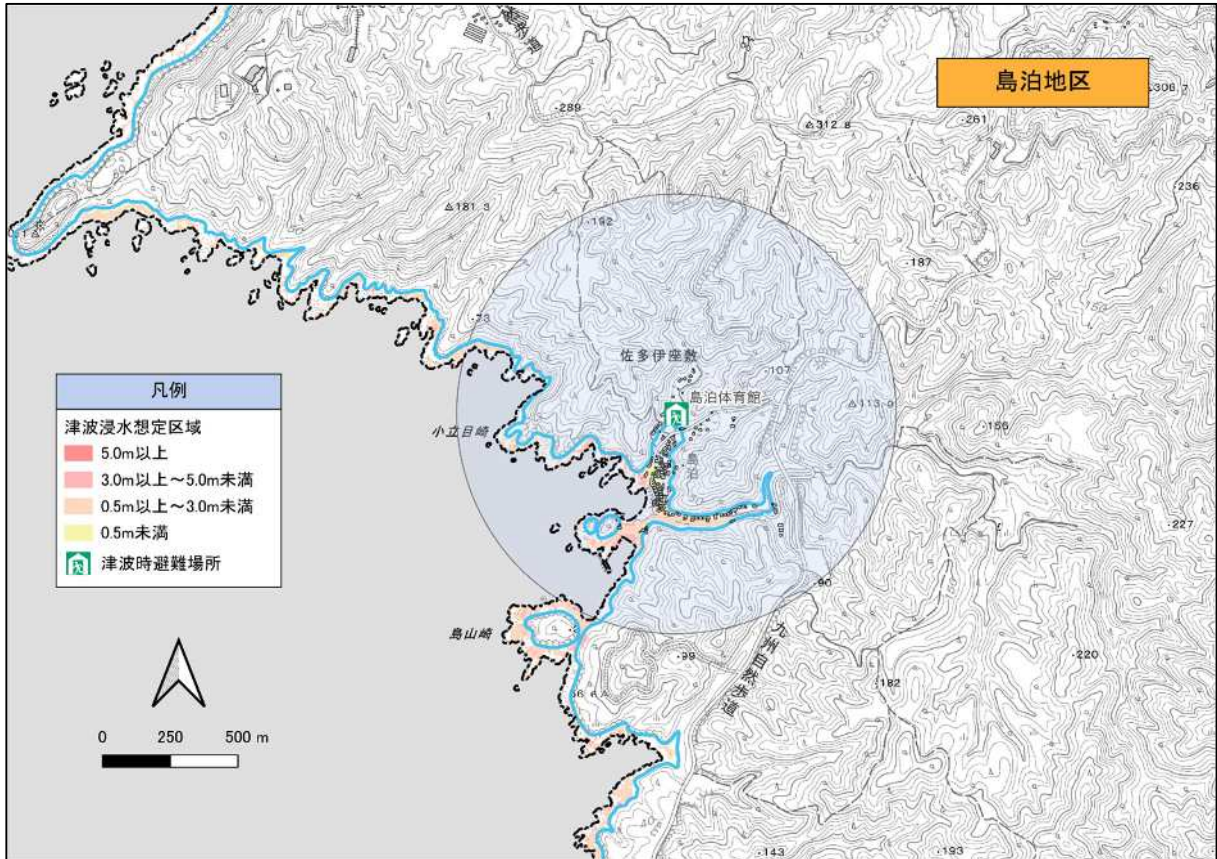 島泊地区
・289
△312.8
・261
△306.7
・236
△181.3
・192
・187
・73
佐多伊座敷
・107
島泊体育館
△113.9
小立目崎
島泊
・156
・227
・90
島山崎
・99
九州自然歩道
・220
・182
・143
・193
凡例
津波浸水想定区域
5.0m以上
3.0m以上～5.0m未満
0.5m以上～3.0m未満
0.5m未満
津波時避難場所
0 250 500 m